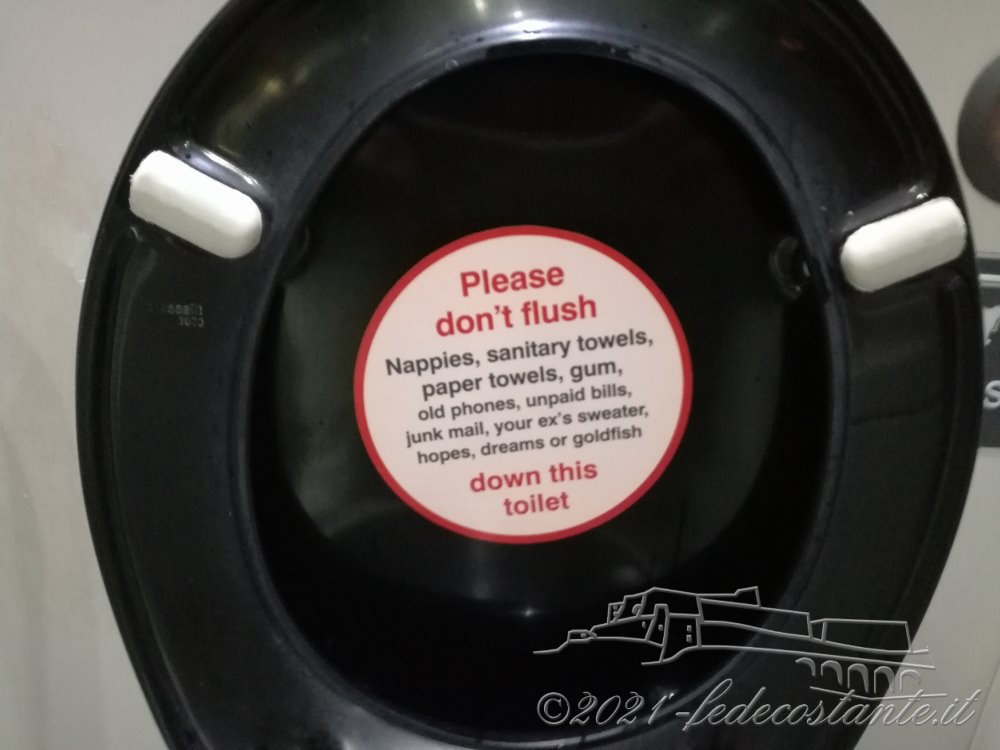 Please
don't flush
Nappies, sanitary towels,
paper towels, gum,
old phones, unpaid bills,
junk mail, your ex's sweater,
hopes, dreams or goldfish
down this
toilet
©2021 - fedecostante.it